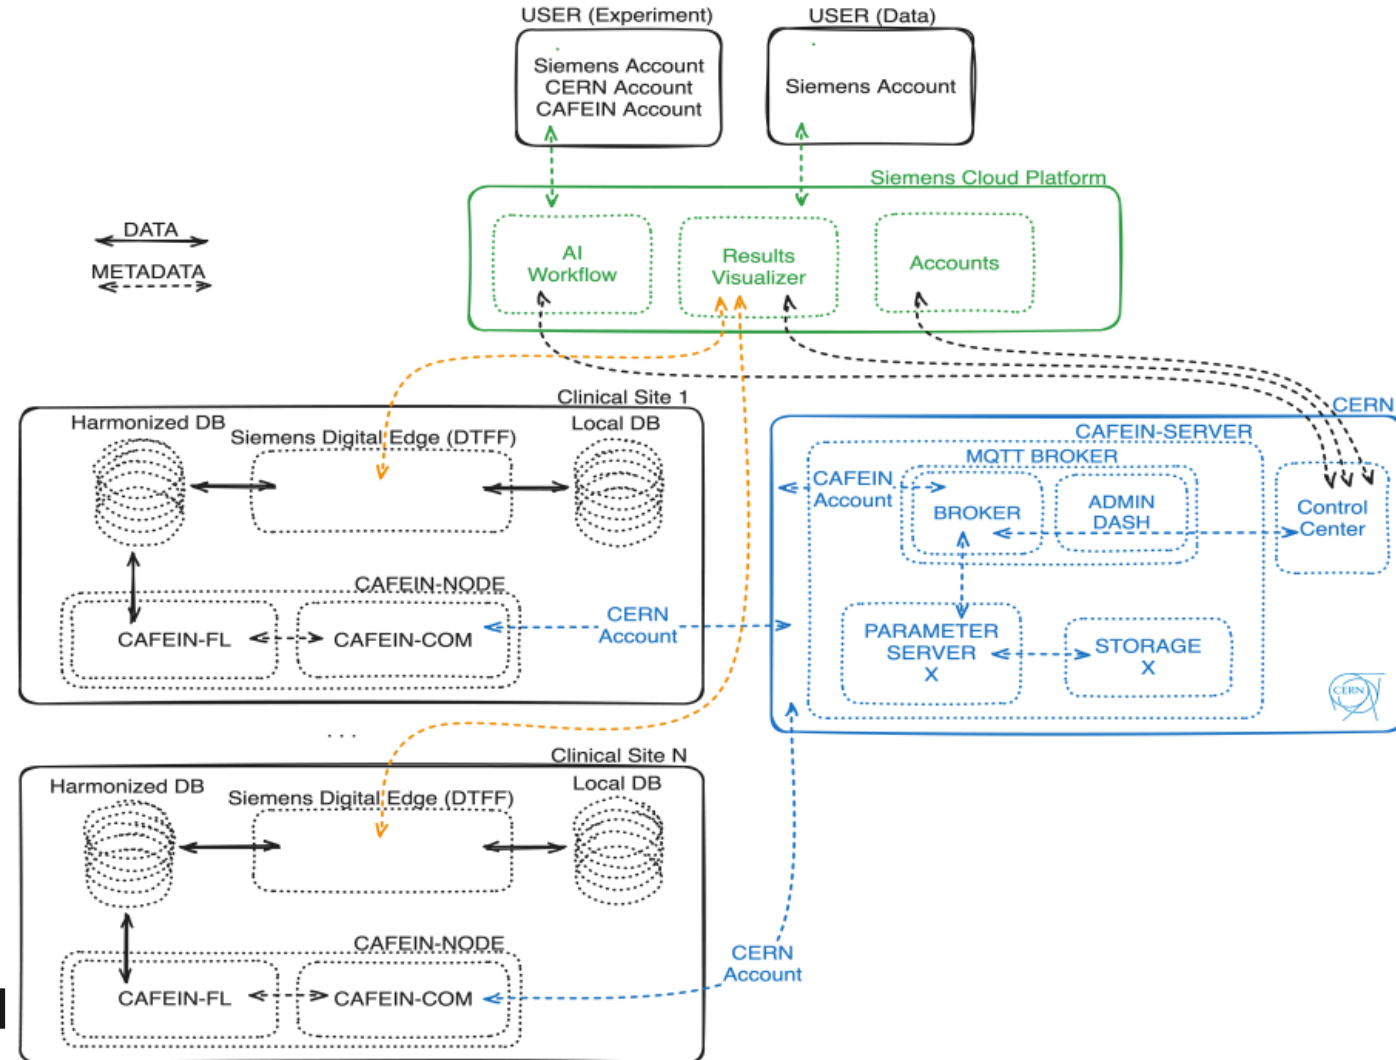 USER (Experiment)
USER (Data)
Siemens Account
CERN Account
CAFEIN Account
Siemens Account
Siemens Cloud Platform
DATA
METADATA
AI
Workflow
Results
Visualizer
Accounts
Clinical Site 1
Harmonized DB
Siemens Digital Edge (DTFF)
Local DB
CAFEIN-NODE
CAFEIN-FL
CAFEIN-COM
CERN
Account
CERN
CAFEIN-SERVER
MQTT BROKER
CAFEIN
Account
BROKER
ADMIN
DASH
Control
Center
PARAMETER
SERVER
X
STORAGE
X
CERN
. . .
Clinical Site N
Harmonized DB
Siemens Digital Edge (DTFF)
Local DB
CAFEIN-NODE
CAFEIN-FL
CAFEIN-COM
CERN
Account